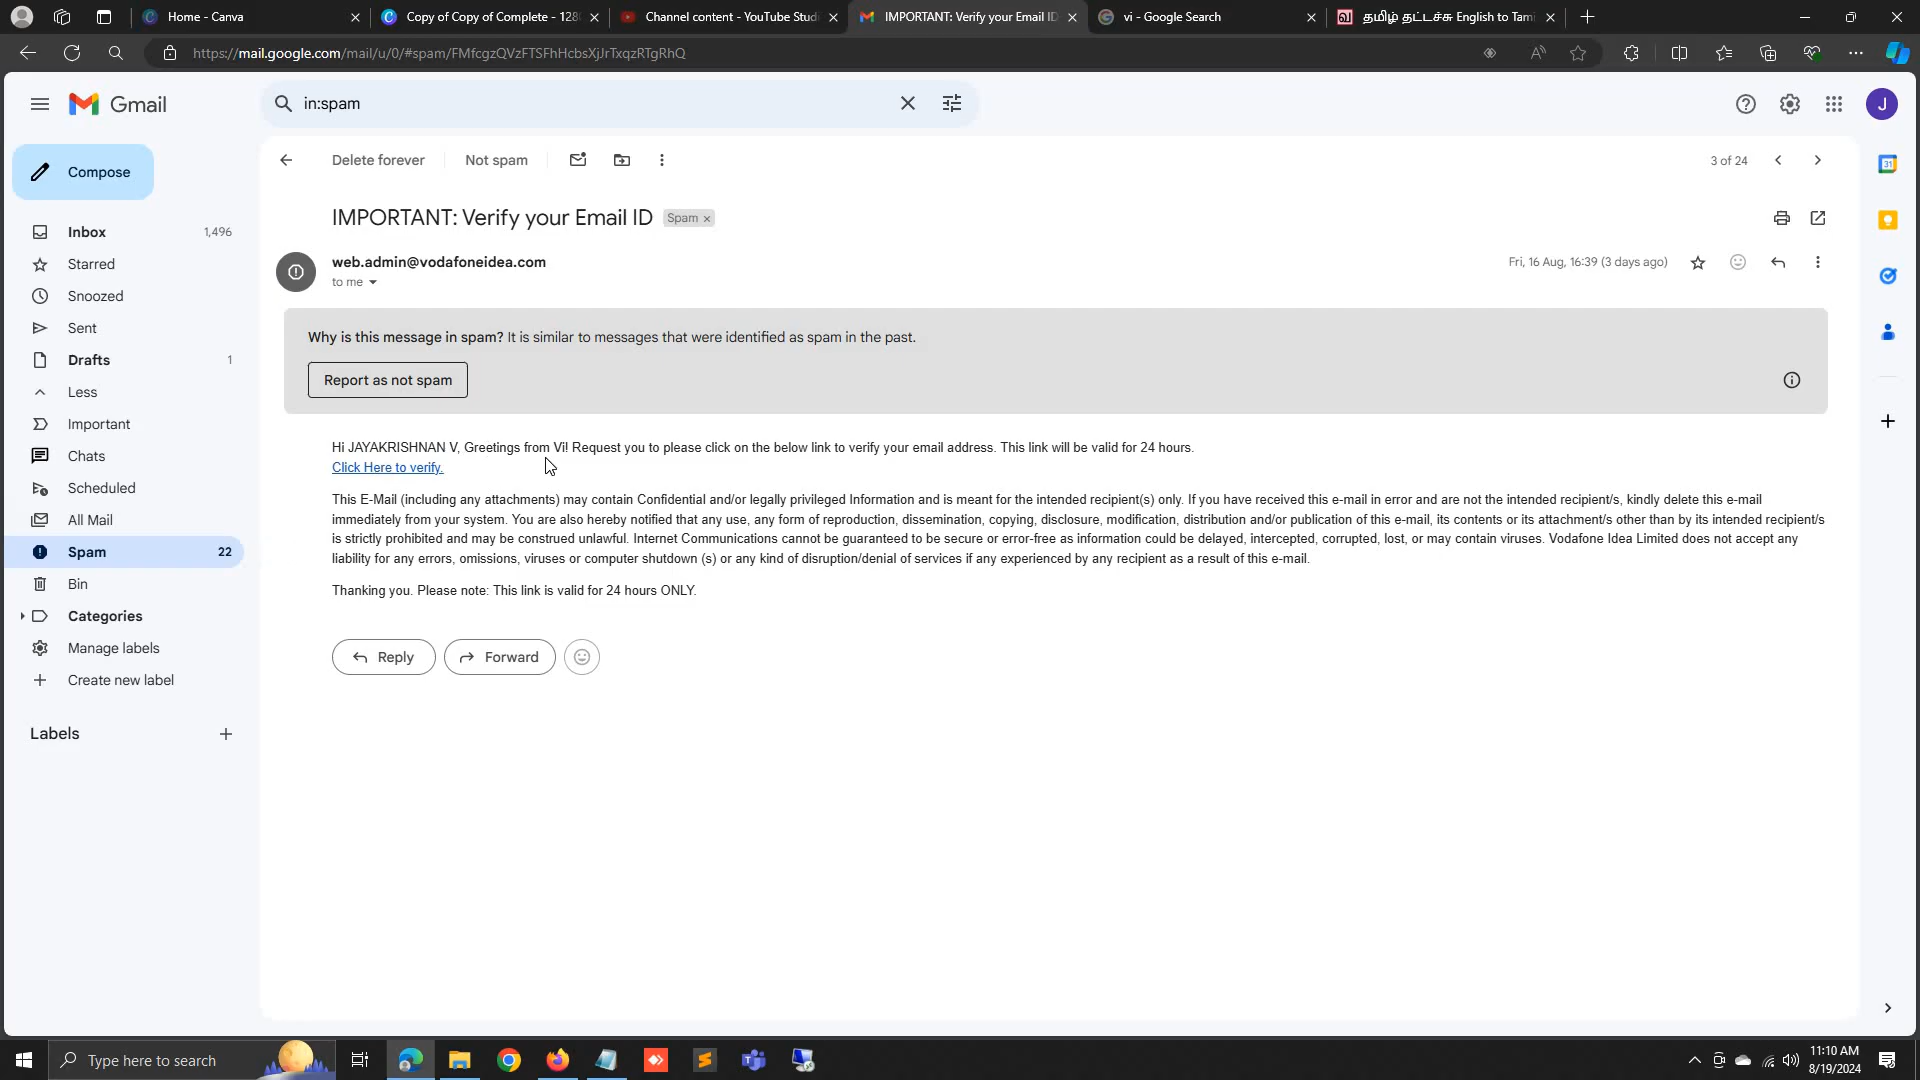 Home - Canva
Copy of Copy of Complete - 128
Channel content - YouTube Stud
IMPORTANT: Verify your Email ID
vi - Google Search
தமிழ் தட்டச்சு English to Tami
https://mail.google.com/mail/u/0/#spam/FMfcgzQVzFTSFhHcbsXjJrTxqzRTgRhQ
Gmail
in:spam
J
Compose
Delete forever
Not spam
3 of 24
IMPORTANT: Verify your Email ID
Spam ×
Inbox 1,496
web.admin@vodafoneidea.com
Fri, 16 Aug, 16:39 (3 days ago)
to me
Starred
Snoozed
Sent
Drafts 1
Less
Important
Chats
Scheduled
All Mail
Spam 22
Bin
Categories
Manage labels
Create new label
Labels
Why is this message in spam? It is similar to messages that were identified as spam in the past.
Report as not spam
Hi JAYAKRISHNAN V, Greetings from Vi! Request you to please click on the below link to verify your email address. This link will be valid for 24 hours.
Click Here to verify.
This E-Mail (including any attachments) may contain Confidential and/or legally privileged Information and is meant for the intended recipient(s) only. If you have received this e-mail in error and are not the intended recipient/s, kindly delete this e-mail
immediately from your system. You are also hereby notified that any use, any form of reproduction, dissemination, copying, disclosure, modification, distribution and/or publication of this e-mail, its contents or its attachment/s other than by its intended recipient/s
is strictly prohibited and may be construed unlawful. Internet Communications cannot be guaranteed to be secure or error-free as information could be delayed, intercepted, corrupted, lost, or may contain viruses. Vodafone Idea Limited does not accept any
liability for any errors, omissions, viruses or computer shutdown (s) or any kind of disruption/denial of services if any experienced by any recipient as a result of this e-mail.
Thanking you. Please note: This link is valid for 24 hours ONLY.
Reply
Forward
Type here to search
11:10 AM
8/19/2024